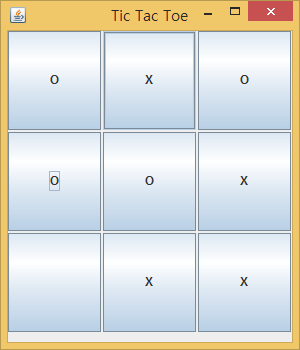 Tic Tac Toe
o x o
o o x
x x